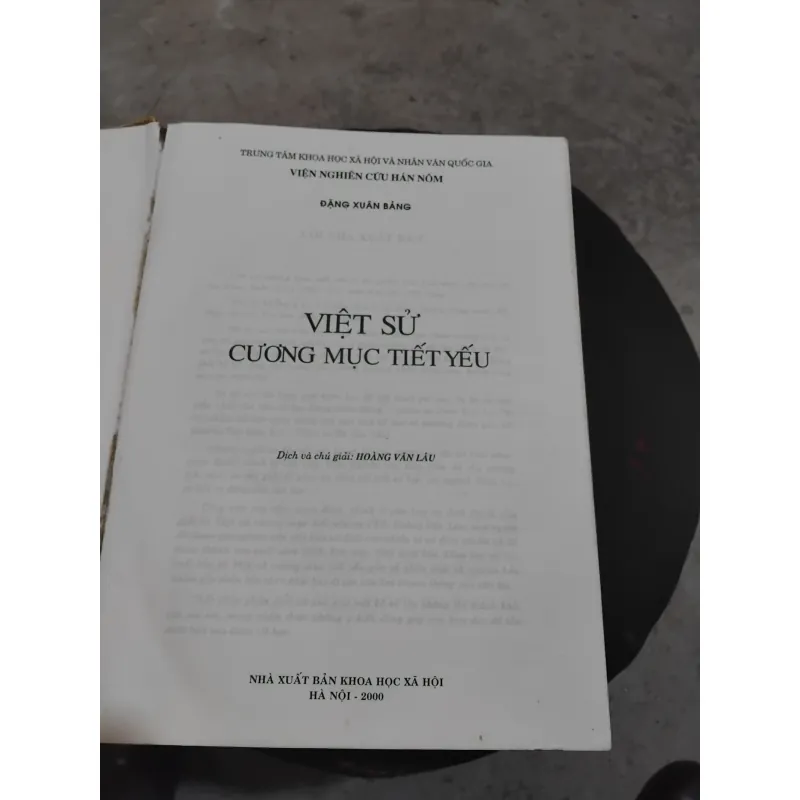 TRUNG TÂM KHOA HỌC XÃ HỘI VÀ NHÂN VĂN QUỐC GIA
VIỆN NGHIÊN CỨU HÁN NÔM
ĐẶNG XUÂN BẢNG
VIỆT SỬ
CƯƠNG MỤC TIẾT YẾU
Dịch và chú giải: HOÀNG VĂN LÂU
NHÀ XUẤT BẢN KHOA HỌC XÃ HỘI
HÀ NỘI - 2000